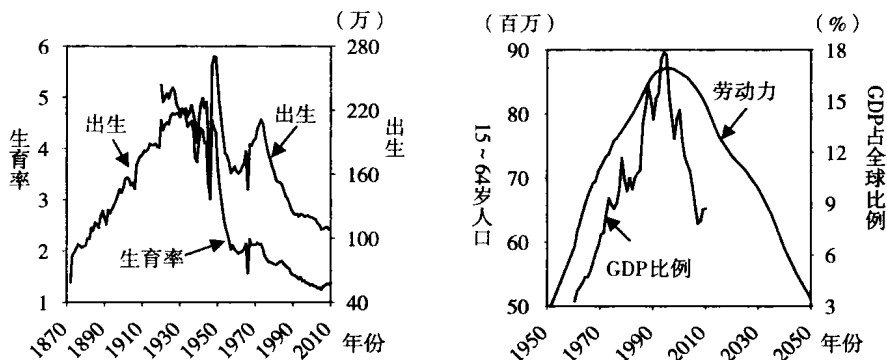 （万）
6
5
4
3
2
1
280
220
160
100
40
生育率
出生
出生
出生
生育率
1870
1890
1910
1930
1950
1970
1990
2010
年份
（百万）
（%）
90
85
80
70
60
50
18
15
12
9
6
3
15~64岁人口
GDP占全球比例
劳动力
GDP比例
1950
1970
1990
2010
2030
2050
年份